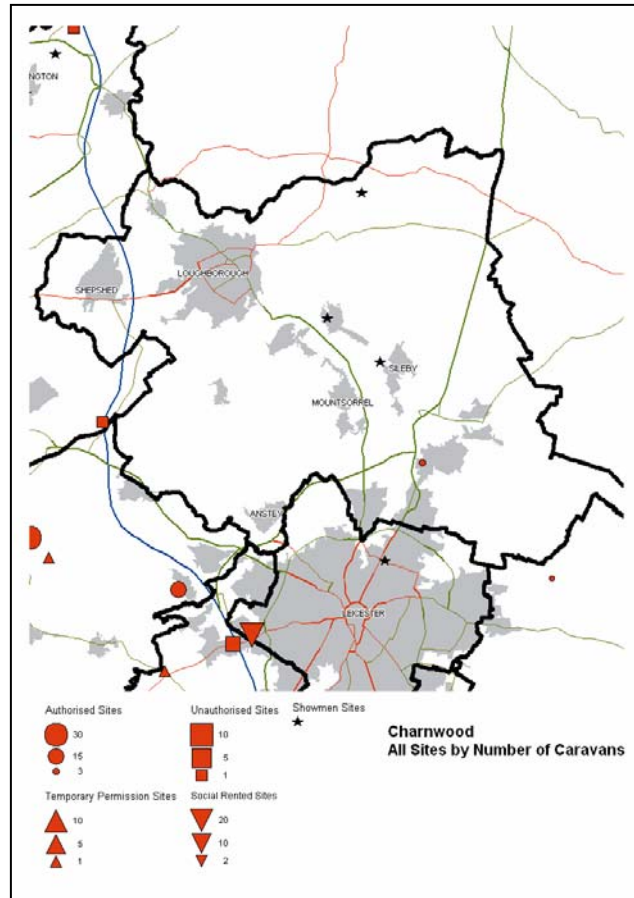 NGTON
LOUGHBOROUGH
SHEPSHED
SILEBY
MOUNTSORREL
ANSTEY
LEICESTER
Authorised Sites
30
15
3
Unauthorised Sites
10
5
1
Showmen Sites
Charnwood
All Sites by Number of Caravans
Temporary Permission Sites
10
5
1
Social Rented Sites
20
10
2